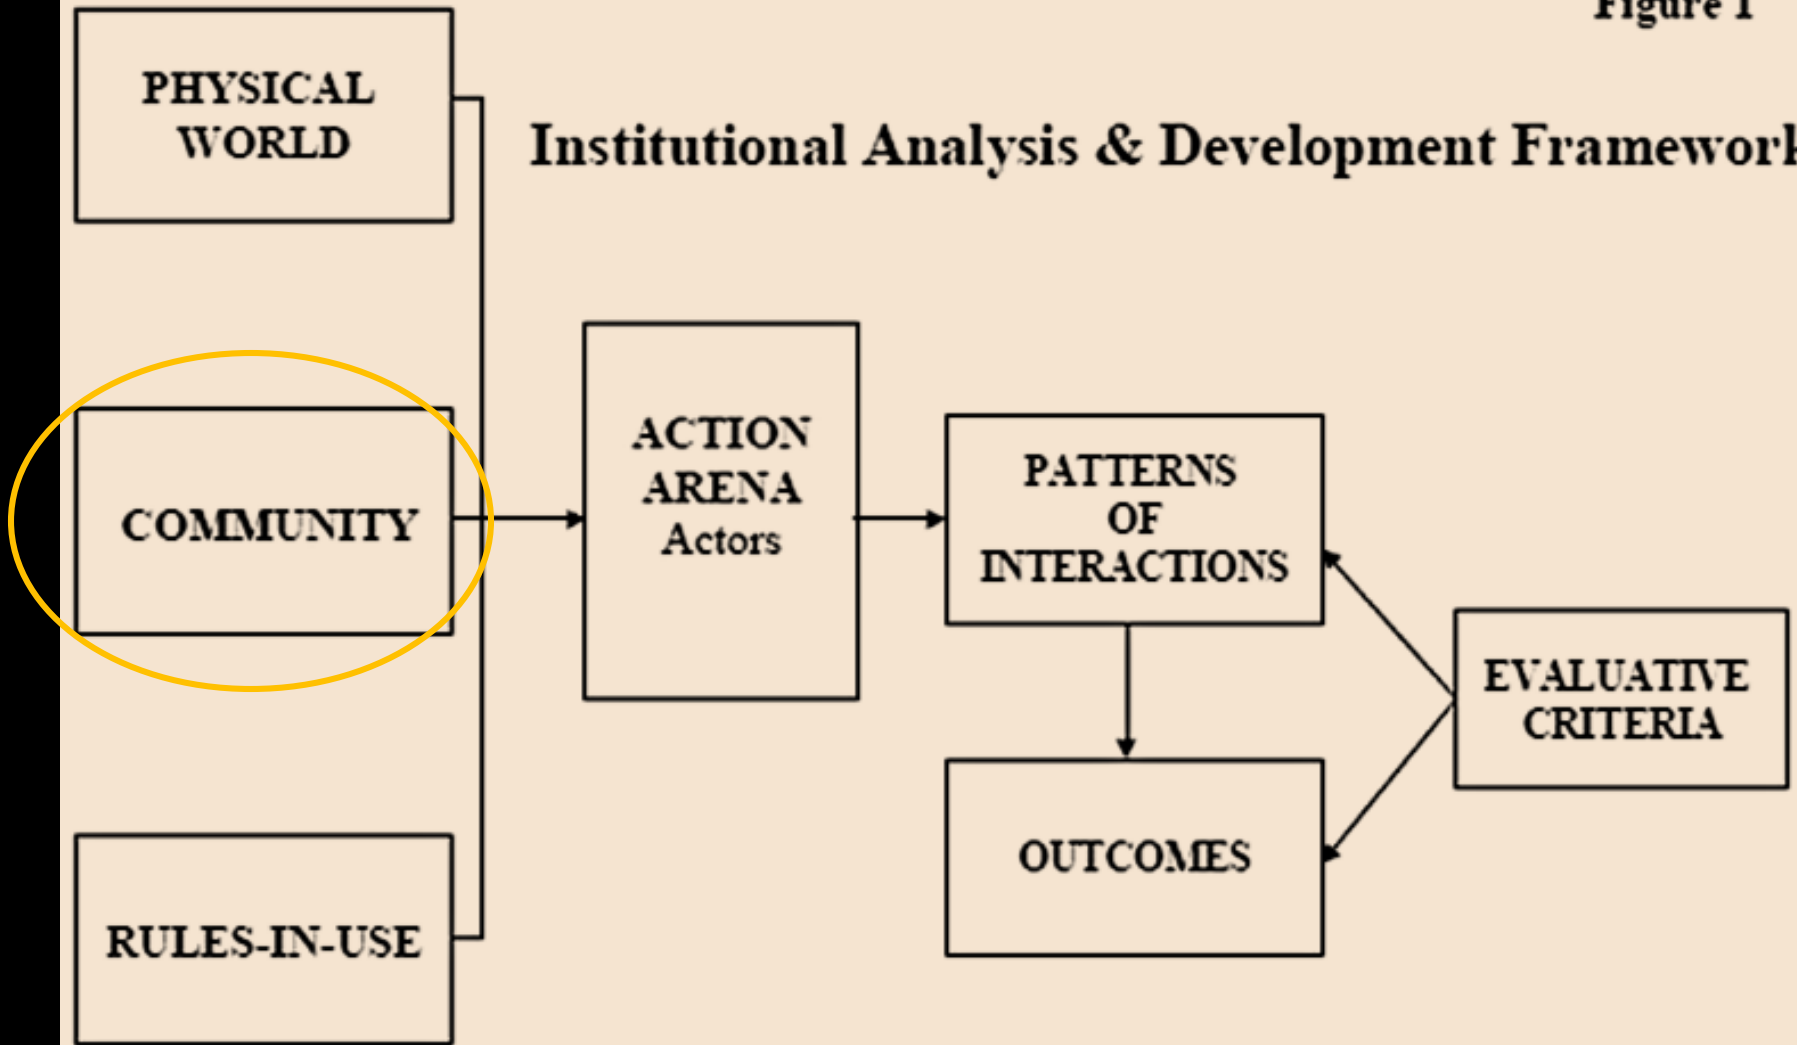 Figure 1
PHYSICAL
WORLD
Institutional Analysis & Development Framework
COMMUNITY
ACTION
ARENA
Actors
PATTERNS
OF
INTERACTIONS
EVALUATIVE
CRITERIA
OUTCOMES
RULES-IN-USE